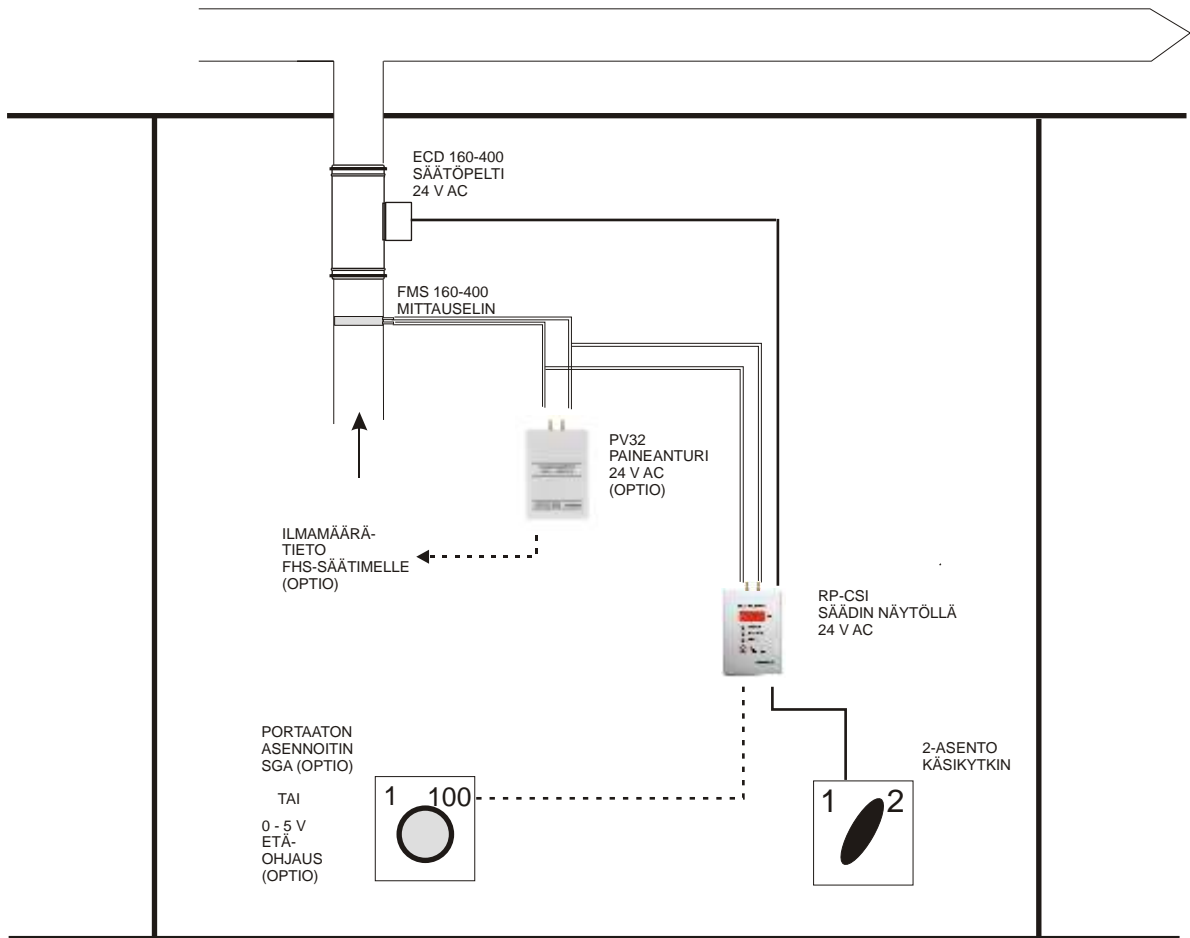 ECD 160-400
SÄÄTÖPELTI
24 V AC
FMS 160-400
MITTAUSELIN
PV32
PAINEANTURI
24 V AC
(OPTIO)
ILMAMÄÄRÄ-
TIETO
FHS-SÄÄTIMELLE
(OPTIO)
RP-CSI
SÄÄDIN NÄYTÖLLÄ
24 V AC
PORTAATON
ASENNOITIN
SGA (OPTIO)
TAI
0 - 5 V
ETÄ-
OHJAUS
(OPTIO)
1 100
2-ASENTO
KÄSIKYTKIN
1 2